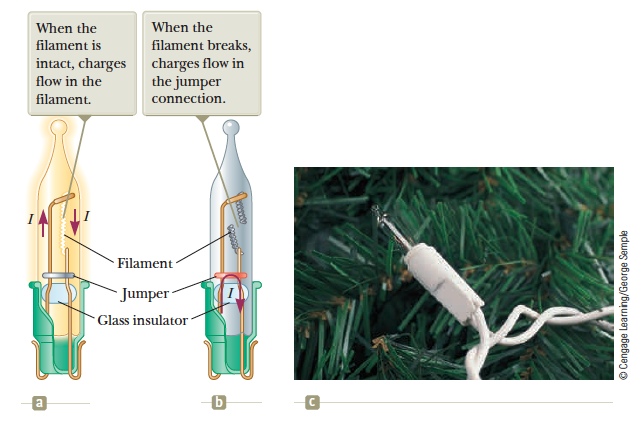 When the
filament is
intact, charges
flow in the
filament.
When the
filament breaks,
charges flow in
the jumper
connection.
I
I
Filament
Jumper
I
Glass insulator
© Cengage Learning/George Semple
a
b
c